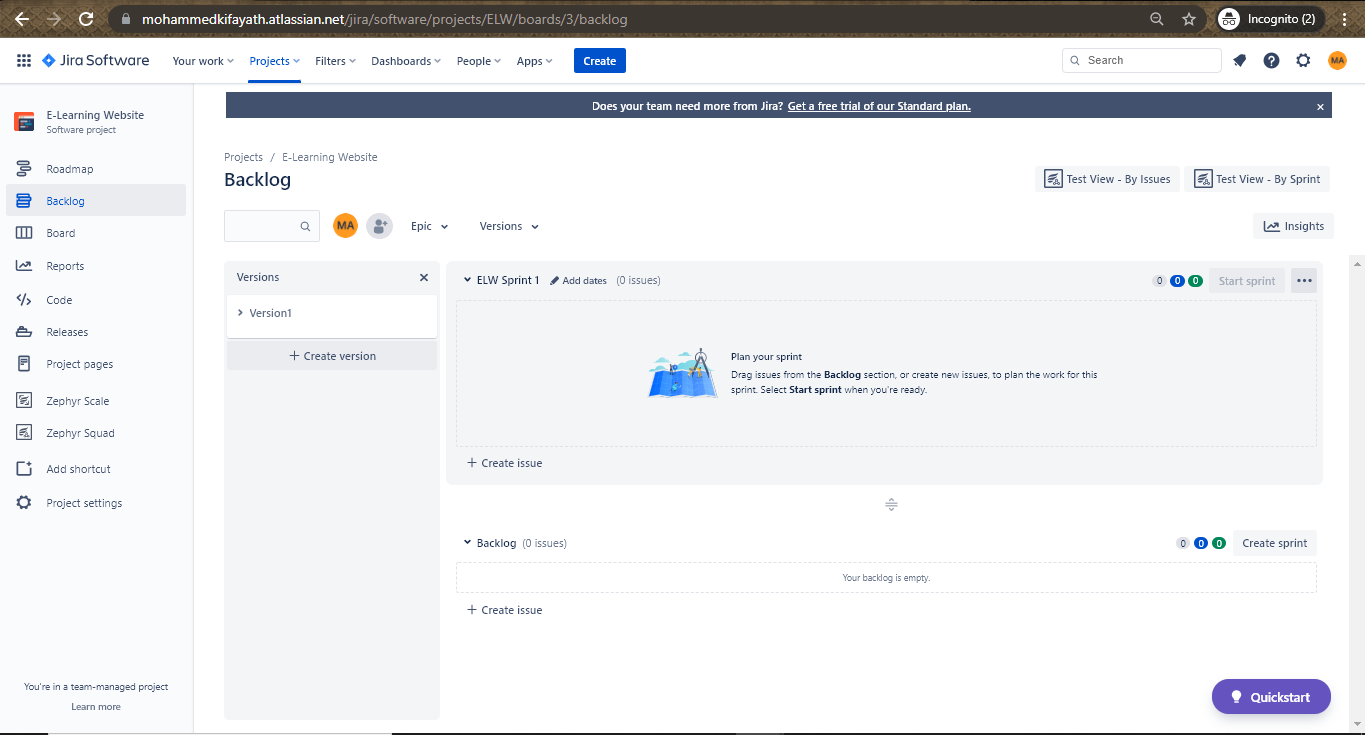 mohammedkifayath.atlassian.net/jira/software/projects/ELW/boards/3/backlog
Incognito (2)
Jira Software
Your work
Projects
Filters
Dashboards
People
Apps
Create
Search
MA
Does your team need more from Jira? Get a free trial of our Standard plan.
E-Learning Website
Software project
Roadmap
Backlog
Board
Reports
Code
Releases
Project pages
Zephyr Scale
Zephyr Squad
Add shortcut
Project settings
You're in a team-managed project
Learn more
Projects / E-Learning Website
Backlog
Test View - By Issues
Test View - By Sprint
MA
Epic
Versions
Insights
Versions
Version1
Create version
ELW Sprint 1
Add dates
(0 issues)
0 0 0
Start sprint
Plan your sprint
Drag issues from the Backlog section, or create new issues, to plan the work for this
sprint. Select Start sprint when you're ready.
Create issue
Backlog (0 issues)
0 0 0
Create sprint
Your backlog is empty.
Create issue
Quickstart